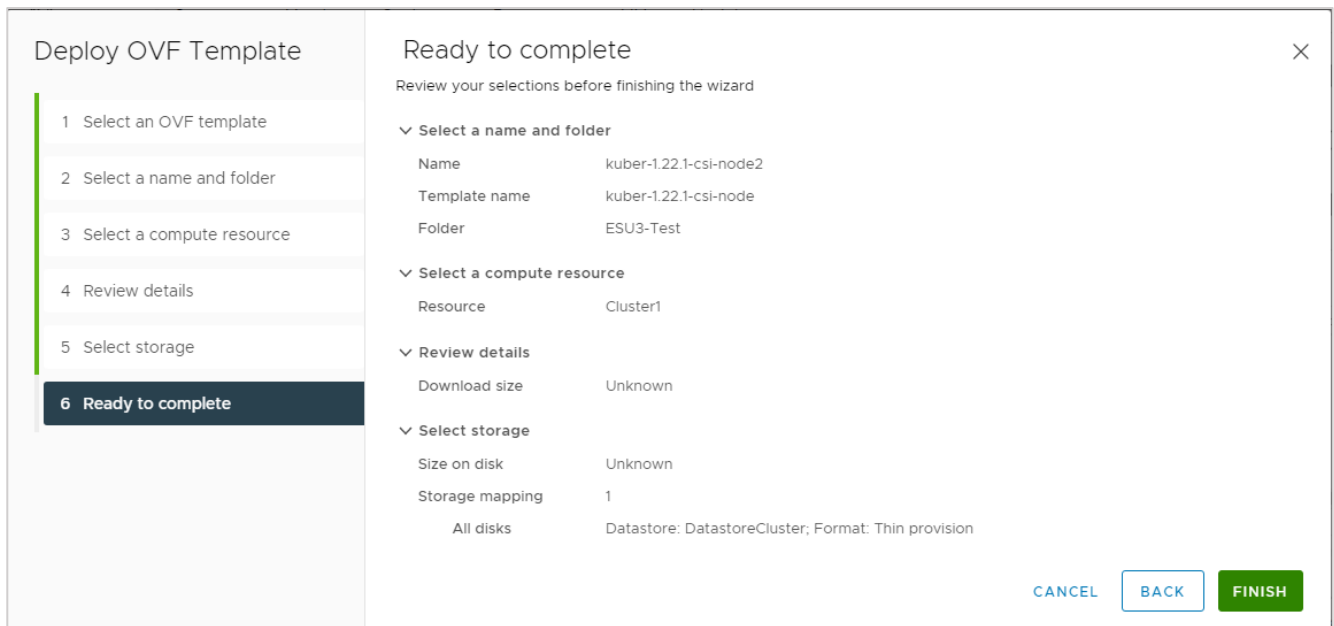 Deploy OVF Template
1 Select an OVF template
2 Select a name and folder
3 Select a compute resource
4 Review details
5 Select storage
6 Ready to complete
Ready to complete
Review your selections before finishing the wizard
Select a name and folder
Name kuber-1.22.1-csi-node2
Template name kuber-1.22.1-csi-node
Folder ESU3-Test
Select a compute resource
Resource Cluster1
Review details
Download size Unknown
Select storage
Size on disk Unknown
Storage mapping 1
All disks Datastore: DatastoreCluster; Format: Thin provision
CANCEL BACK FINISH